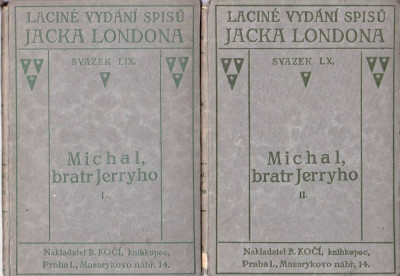 LACINÉ VYDÁNÍ SPISŮ
JACKA LONDONA
SVAZEK LIX.
Michal,
bratr Jerryho
I.
Nakladatel B. KOČÍ, knihkupec,
Praha I., Masarykovo nábř. 14.
LACINÉ VYDÁNÍ SPISŮ
JACKA LONDONA
SVAZEK LX.
Michal,
bratr Jerryho
II.
Nakladatel B. KOČÍ, knihkupec,
Praha I., Masarykovo nábř. 14.